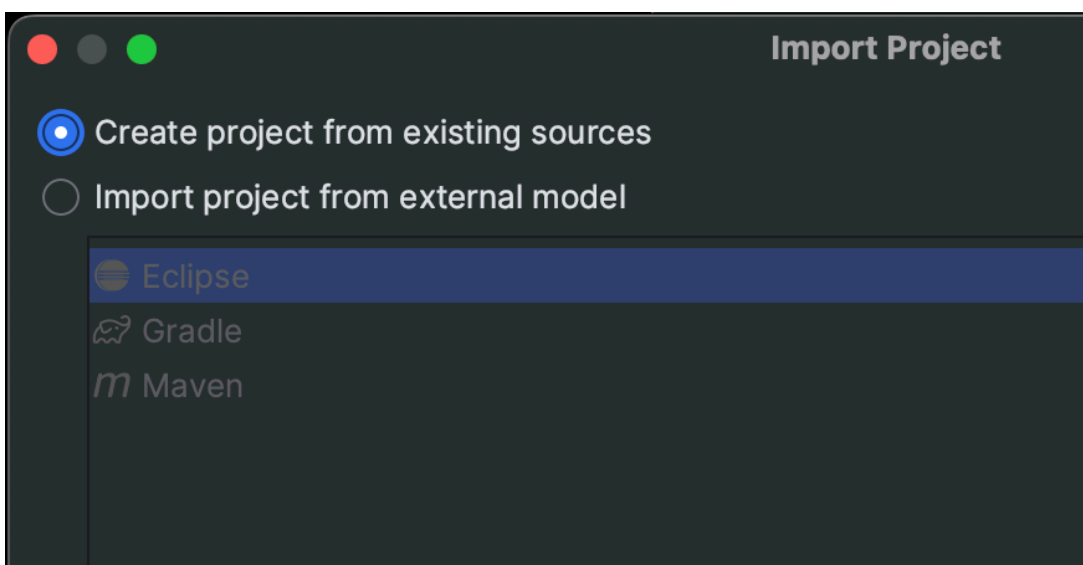 Import Project
Create project from existing sources
Import project from external model
Eclipse
Gradle
Maven